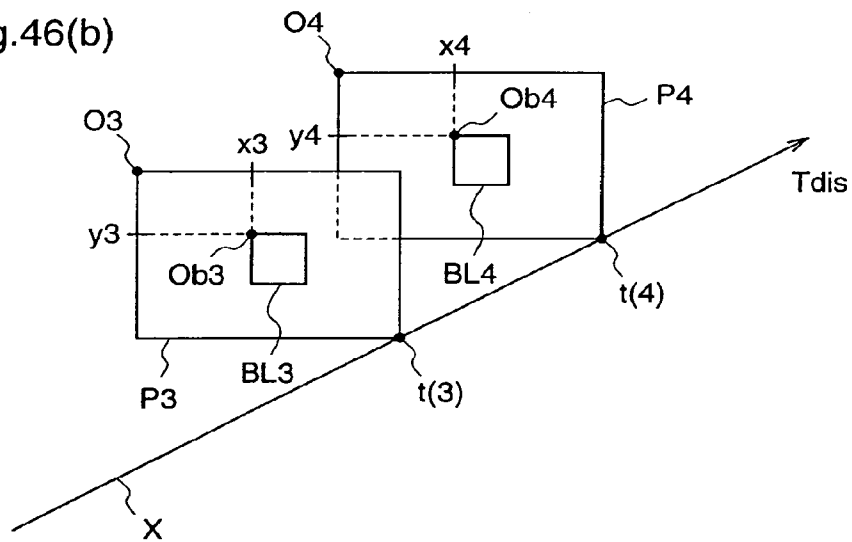 g.46(b)
O4
x4
Ob4
P4
O3
x3
y4
Tdis
y3
Ob3
BL4
t(4)
BL3
t(3)
P3
X